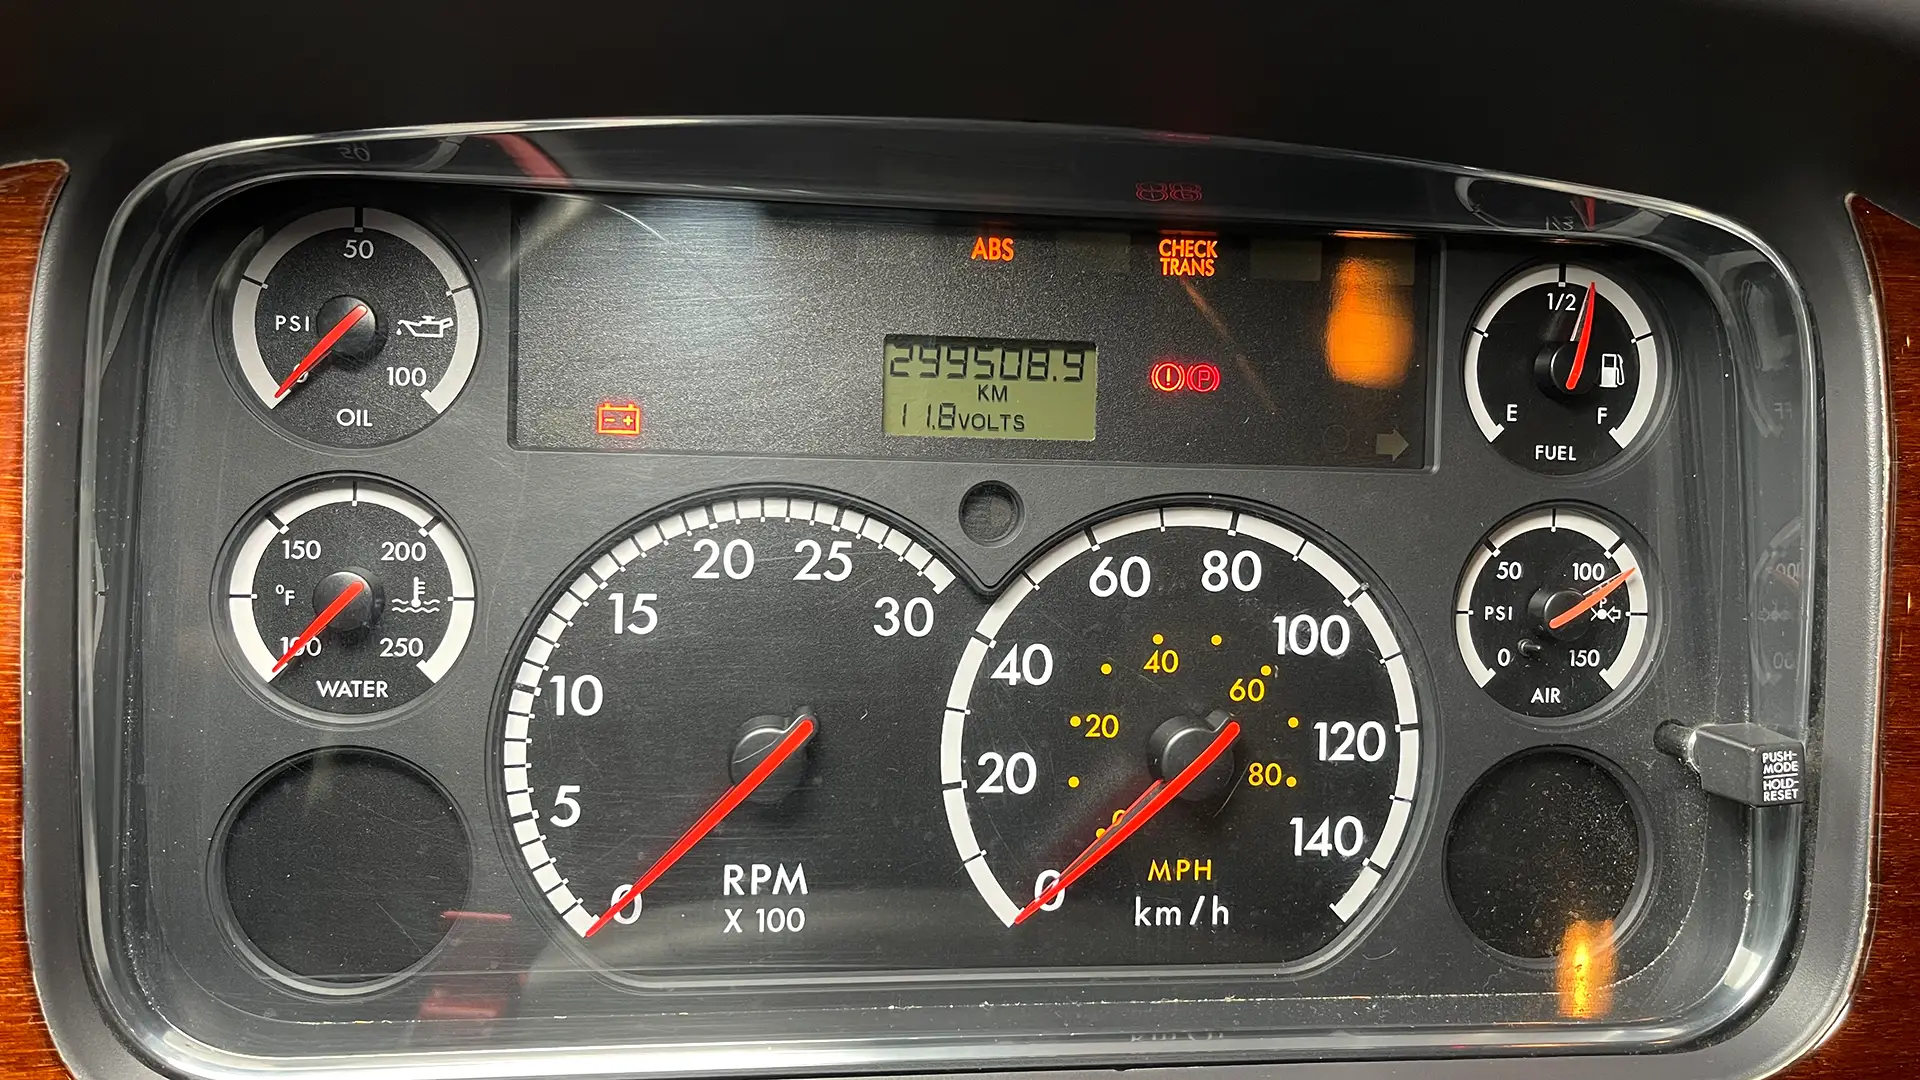 50
PSI
100
0
OIL
ABS
CHECK
TRANS
299508.9
KM
11.8VOLTS
P
1/2
E
F
FUEL
150
200
°F
100
250
WATER
0
5
10
15
20
25
30
RPM
X 100
0
20
40
60
80
100
120
140
20
40
60
80
MPH
km/h
50
100
PSI
P
0
150
AIR
PUSH-
MODE
HOLD-
RESET